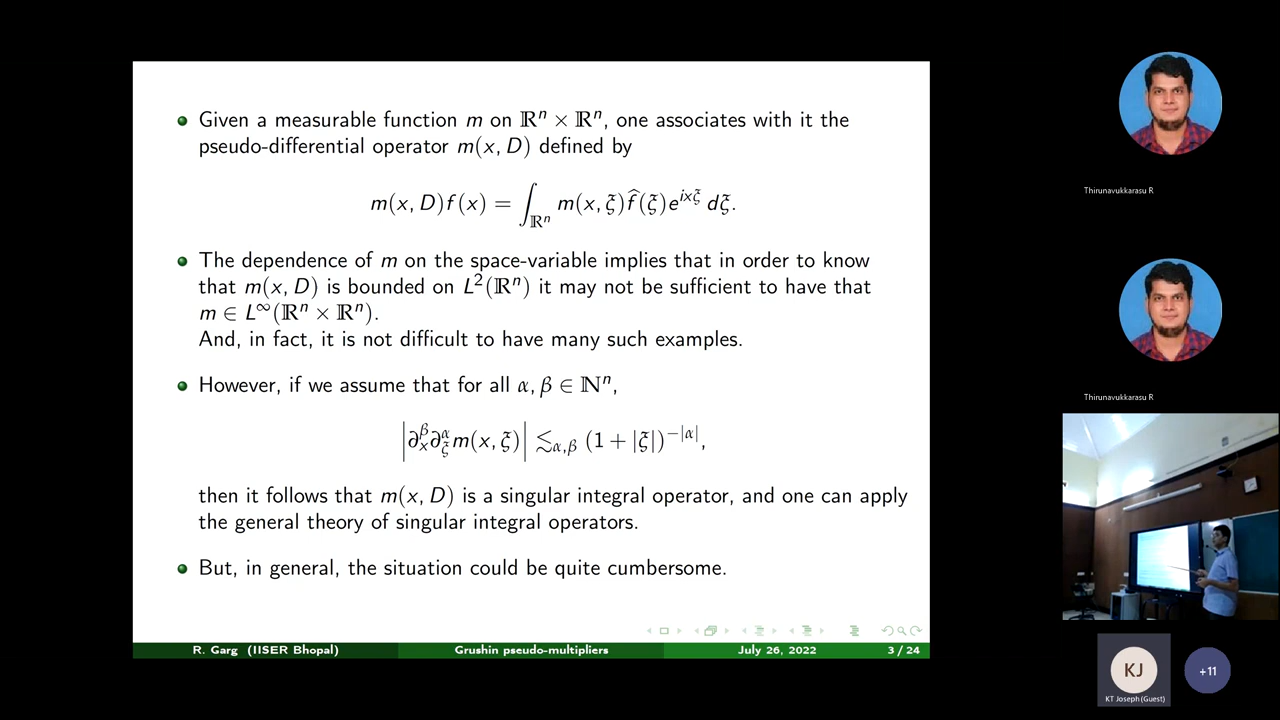 Given a measurable function m on ℝⁿ × ℝⁿ, one associates with it the
pseudo-differential operator m(x, D) defined by
m(x, D)f(x) = ∫_{ℝⁿ} m(x, ξ)f̂(ξ)e^{ixξ} dξ.
The dependence of m on the space-variable implies that in order to know
that m(x, D) is bounded on L²(ℝⁿ) it may not be sufficient to have that
m ∈ L^∞(ℝⁿ × ℝⁿ).
And, in fact, it is not difficult to have many such examples.
However, if we assume that for all α, β ∈ ℕⁿ,
|∂_x^β ∂_ξ^α m(x, ξ)| ≲_{α,β} (1 + |ξ|)^{−|α|},
then it follows that m(x, D) is a singular integral operator, and one can apply
the general theory of singular integral operators.
But, in general, the situation could be quite cumbersome.
R. Garg (IISER Bhopal) Grushin pseudo-multipliers July 26, 2022 3 / 24
Thirunavukkarasu R
Thirunavukkarasu R
KJ +11
KT Joseph (Guest)